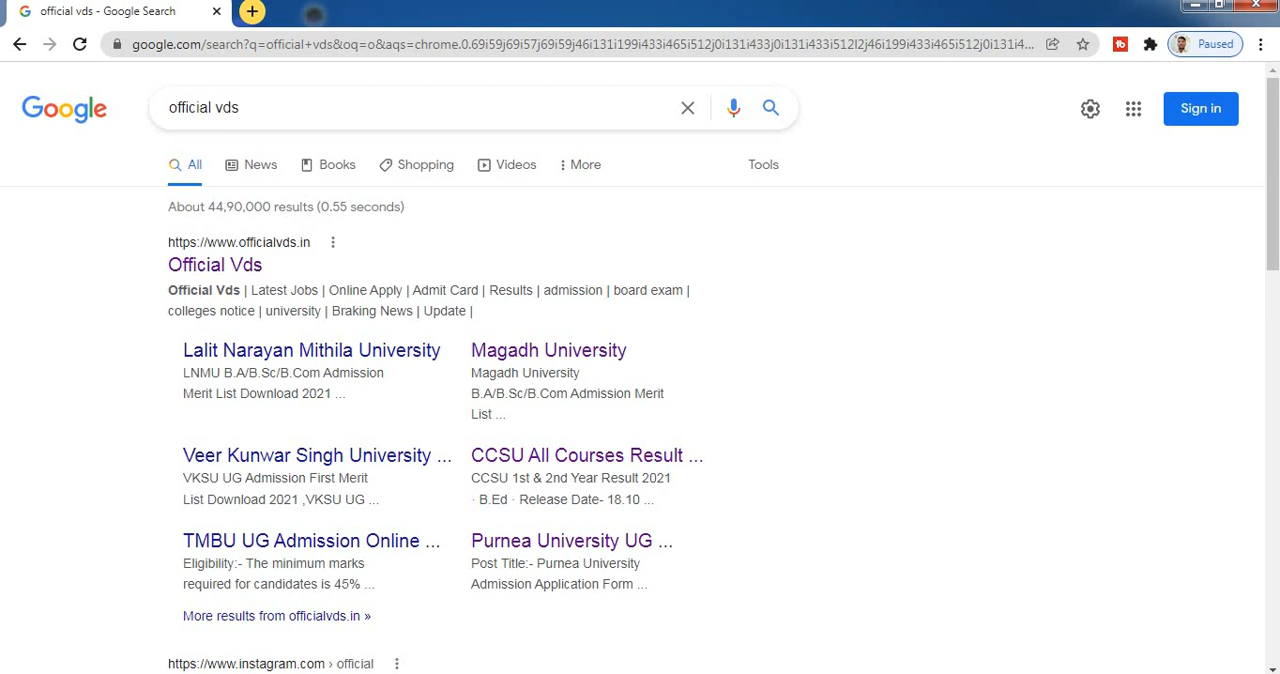 official vds - Google Search
google.com/search?q=official+vds&oq=o&aqs=chrome.0.69i59j69i57j69i59j46i131i199i433i465i512j0i131i433j0i131i433i512l2j46i199i433i465i512j0i131i4...
Paused
Google
official vds
Sign in
All News Books Shopping Videos More Tools
About 44,90,000 results (0.55 seconds)
https://www.officialvds.in
Official Vds
Official Vds | Latest Jobs | Online Apply | Admit Card | Results | admission | board exam |
colleges notice | university | Braking News | Update |
Lalit Narayan Mithila University
LNMU B.A/B.Sc/B.Com Admission
Merit List Download 2021 ...
Magadh University
Magadh University
B.A/B.Sc/B.Com Admission Merit
List ...
Veer Kunwar Singh University ...
VKSU UG Admission First Merit
List Download 2021 ,VKSU UG ...
CCSU All Courses Result ...
CCSU 1st & 2nd Year Result 2021
· B.Ed · Release Date- 18.10 ...
TMBU UG Admission Online ...
Eligibility:- The minimum marks
required for candidates is 45% ...
Purnea University UG ...
Post Title:- Purnea University
Admission Application Form ...
More results from officialvds.in »
https://www.instagram.com › official